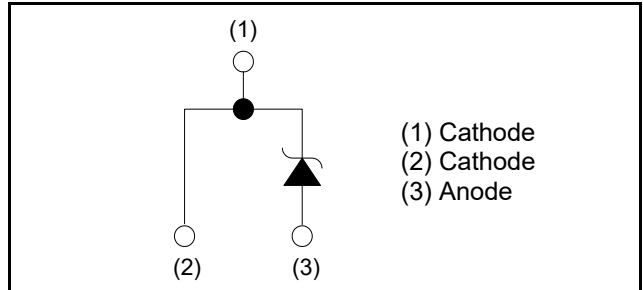 (1)
(1) Cathode
(2) Cathode
(3) Anode
(2) (3)